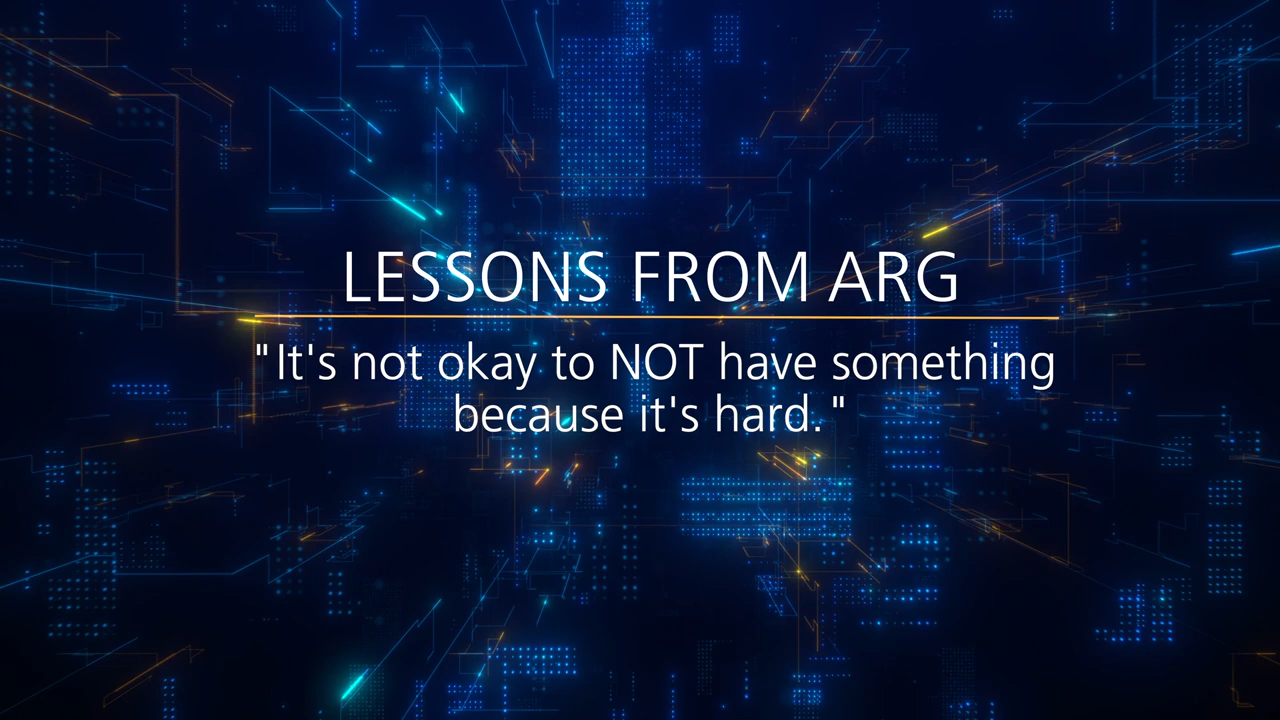 LESSONS FROM ARG
"It's not okay to NOT have something
because it's hard."